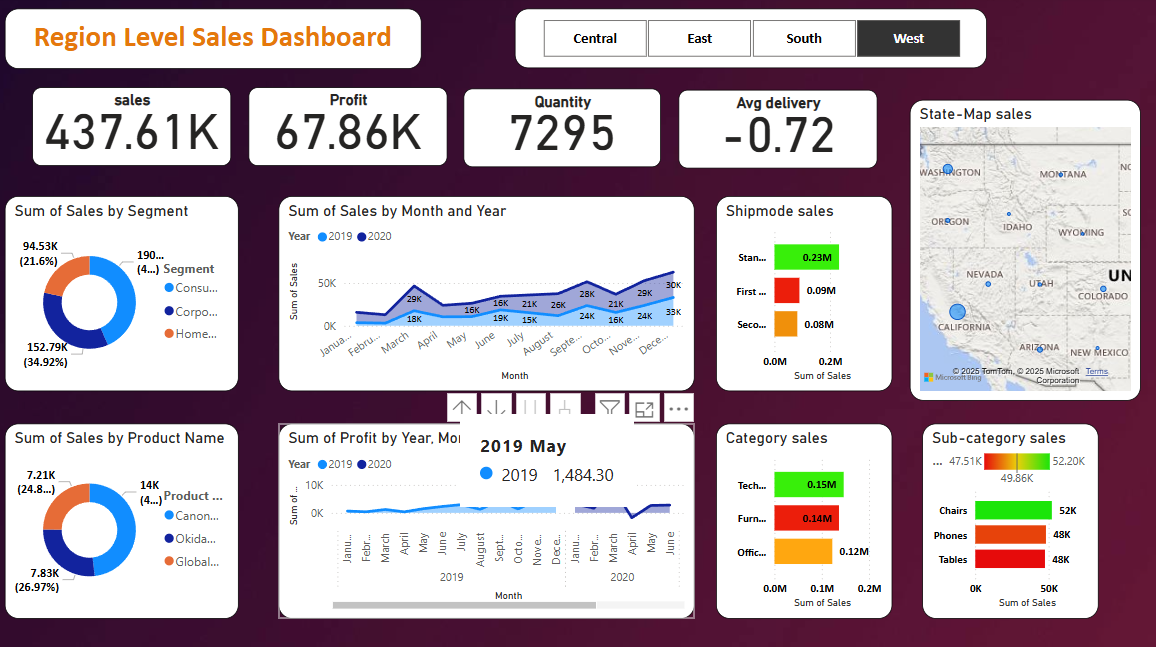 Region Level Sales Dashboard
Central East South West
sales
437.61K
Profit
67.86K
Quantity
7295
Avg delivery
-0.72
State-Map sales
WASHINGTON
MONTANA
NO
OREGON
IDAHO
SC
WYOMING
NEVADA
UTAH
UN
COLORADO
CALIFORNIA
ARIZONA
NEW MEXICO
© 2025 TomTom, © 2025 Microsoft Corporation Terms
Microsoft Bing
Sum of Sales by Segment
94.53K
(21.6%)
190...
(4...)
152.79K
(34.92%)
Segment
Consu...
Corpo...
Home...
Sum of Sales by Month and Year
Year 2019 2020
Sum of Sales
50K
0K
29K 16K 16K 21K 26K 28K 21K 29K 30K
18K 19K 15K 24K 16K 24K 33K
Janua... Febru... March April May June July August Septe... Octo... Nove... Dece...
Month
Shipmode sales
Stan... 0.23M
First ... 0.09M
Seco... 0.08M
0.0M 0.2M
Sum of Sales
Sum of Sales by Product Name
7.21K
(24.8...)
14K
(4...)
7.83K
(26.97%)
Product ...
Canon...
Okida...
Global...
Sum of Profit by Year, Mon
Year 2019 2020
Sum of...
10K
0K
2019 May
2019 1,484.30
Janu... Febr... March April May June July August Sept... Octo... Nove... Dece... Janu... Febr... March April May June
2019 2020
Month
Category sales
Tech... 0.15M
Furn... 0.14M
Offic... 0.12M
0.0M 0.1M 0.2M
Sum of Sales
Sub-category sales
... 47.51K 52.20K
49.86K
Chairs 52K
Phones 48K
Tables 48K
0K 50K
Sum of Sales